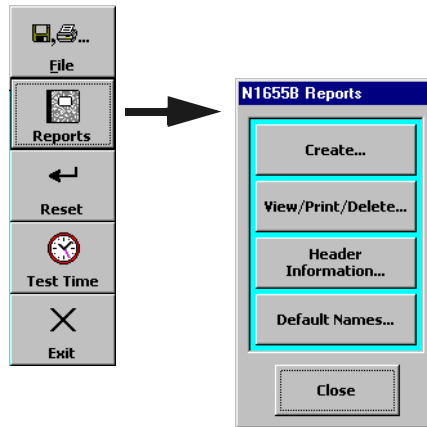 File
Reports
Reset
Test Time
Exit
N1655B Reports
Create...
View/Print/Delete...
Header
Information...
Default Names...
Close